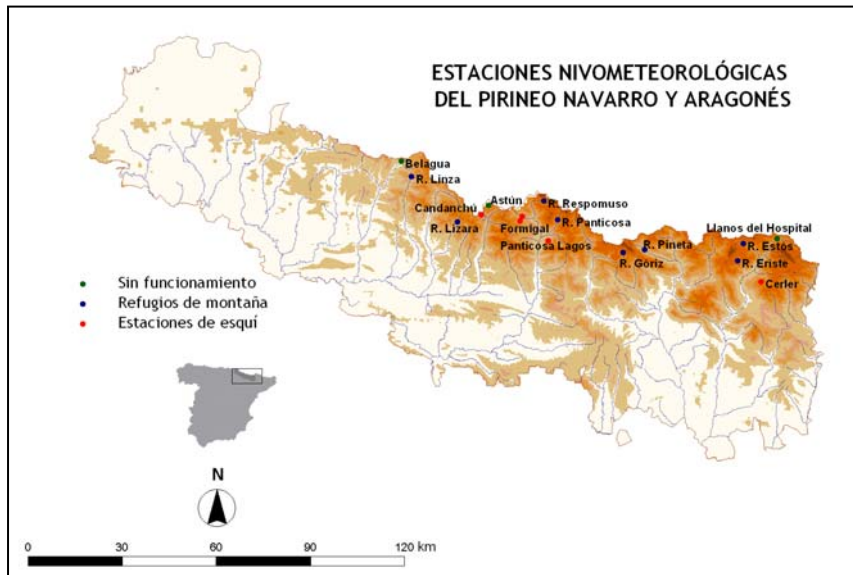 ESTACIONES NIVOMETEOROLÓGICAS
DEL PIRINEO NAVARRO Y ARAGONÉS
Belagua
R. Linza
Candanchú
Astún
R. Respomuso
R. Lizara
Formigal
R. Panticosa
Panticosa Lagos
R. Góriz
R. Pineta
Llanos del Hospital
R. Estós
R. Eriste
Cerler
Sin funcionamiento
Refugios de montaña
Estaciones de esquí
N
0 30 60 90 120 km